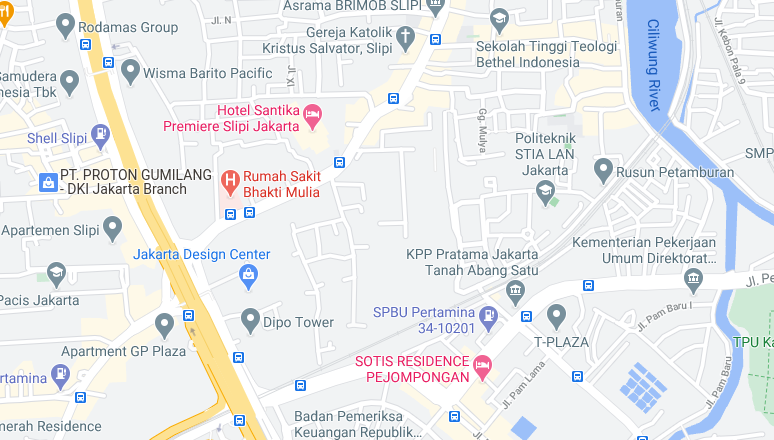 Asrama BRIMOB SLIPI
Rodamas Group
Jl. N
Gereja Katolik
Kristus Salvator, Slipi
Sekolah Tinggi Teologi
Bethel Indonesia
Ciliwung River
Jl. Kebon Pala 9
Samudera
nesia Tbk
Wisma Barito Pacific
Jl. XI
Hotel Santika
Premiere Slipi Jakarta
Gg. Mulya
Shell Slipi
Politeknik
STIA LAN
Jakarta
SMP
PT. PROTON GUMILANG
- DKI Jakarta Branch
H
Rumah Sakit
Bhakti Mulia
Rusun Petamburan
Apartemen Slipi
Jakarta Design Center
KPP Pratama Jakarta
Tanah Abang Satu
Kementerian Pekerjaan
Umum Direktorat...
Jl. Pe
Pacis Jakarta
Jl. Pam Baru I
SPBU Pertamina
34-10201
Dipo Tower
T-PLAZA
TPU Ka
Apartment GP Plaza
SOTIS RESIDENCE
PEJOMPONGAN
Jl. Pam Lama
Jl. Pam Baru
Pertamina
Badan Pemeriksa
Keuangan Republik...
merah Residence